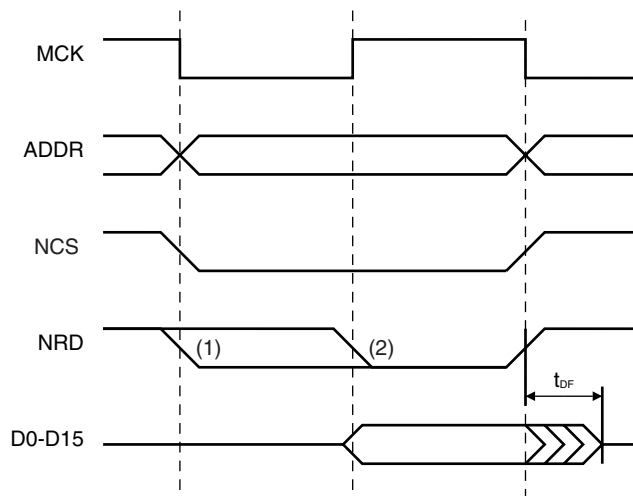 MCK
ADDR
NCS
NRD
(1)
(2)
tDF
D0-D15